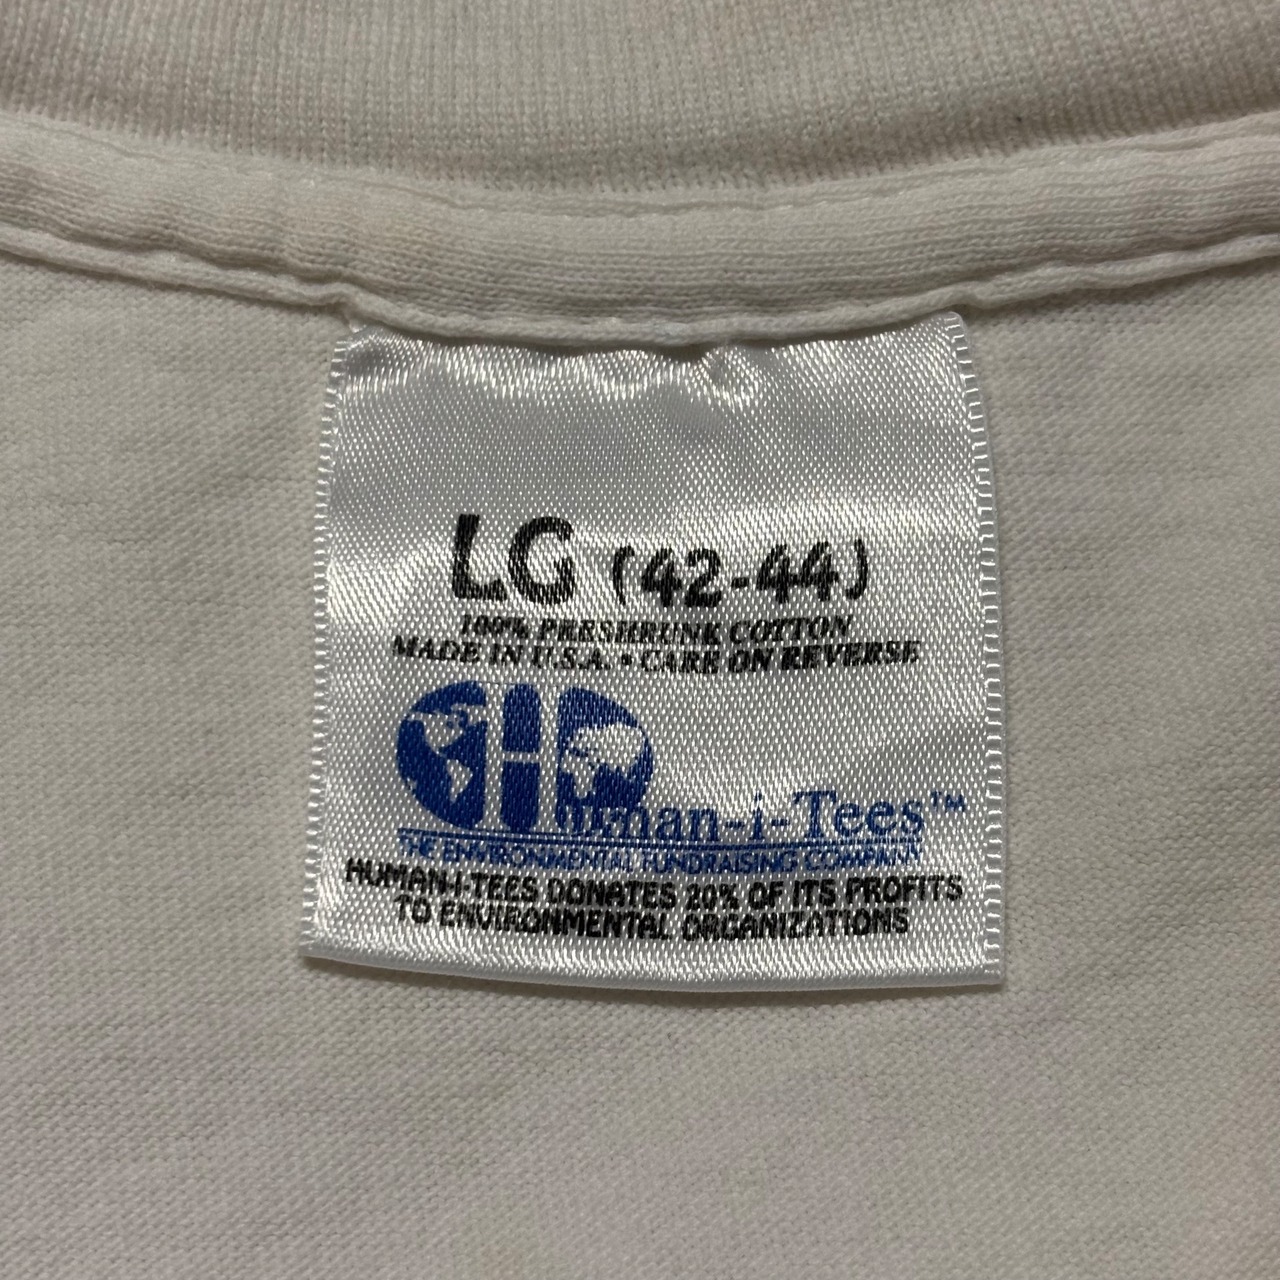 LG (42-44)
100% PRESHRUNK COTTON
MADE IN U.S.A. • CARE ON REVERSE
Human-i-Tees™
THE ENVIRONMENTAL FUNDRAISING COMPANY
HUMAN-I-TEES DONATES 20% OF ITS PROFITS
TO ENVIRONMENTAL ORGANIZATIONS